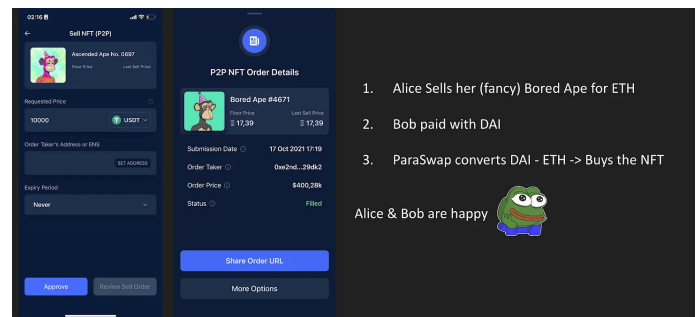 02:16
Sell NFT (P2P)
Ascended Ape No. 0697
Floor Price
Last Sell Price
Requested Price
10000
USDT
Order Taker's Address or ENS
SET ADDRESS
Expiry Period
Never
Approve
Review Sell Order
P2P NFT Order Details
Bored Ape #4671
Floor Price
Last Sell Price
Ξ 17,39
Ξ 17,39
Submission Date
17 Oct 2021 17:19
Order Taker
0xe2nd...29dk2
Order Price
$400,28k
Status
Filled
Share Order URL
More Options
1. Alice Sells her (fancy) Bored Ape for ETH
2. Bob paid with DAI
3. ParaSwap converts DAI - ETH -> Buys the NFT
Alice & Bob are happy